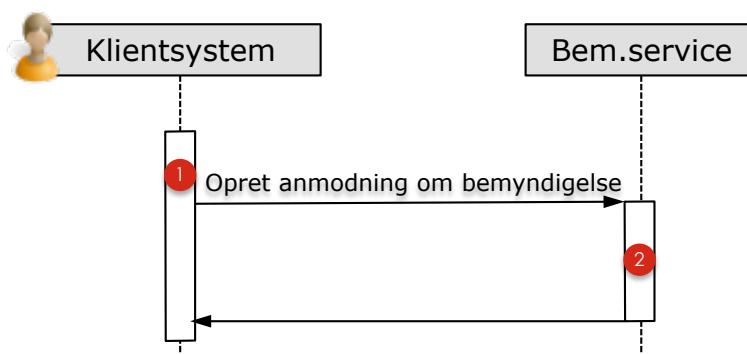 Klientsystem
Bem.service
1
Opret anmodning om bemyndigelse
2